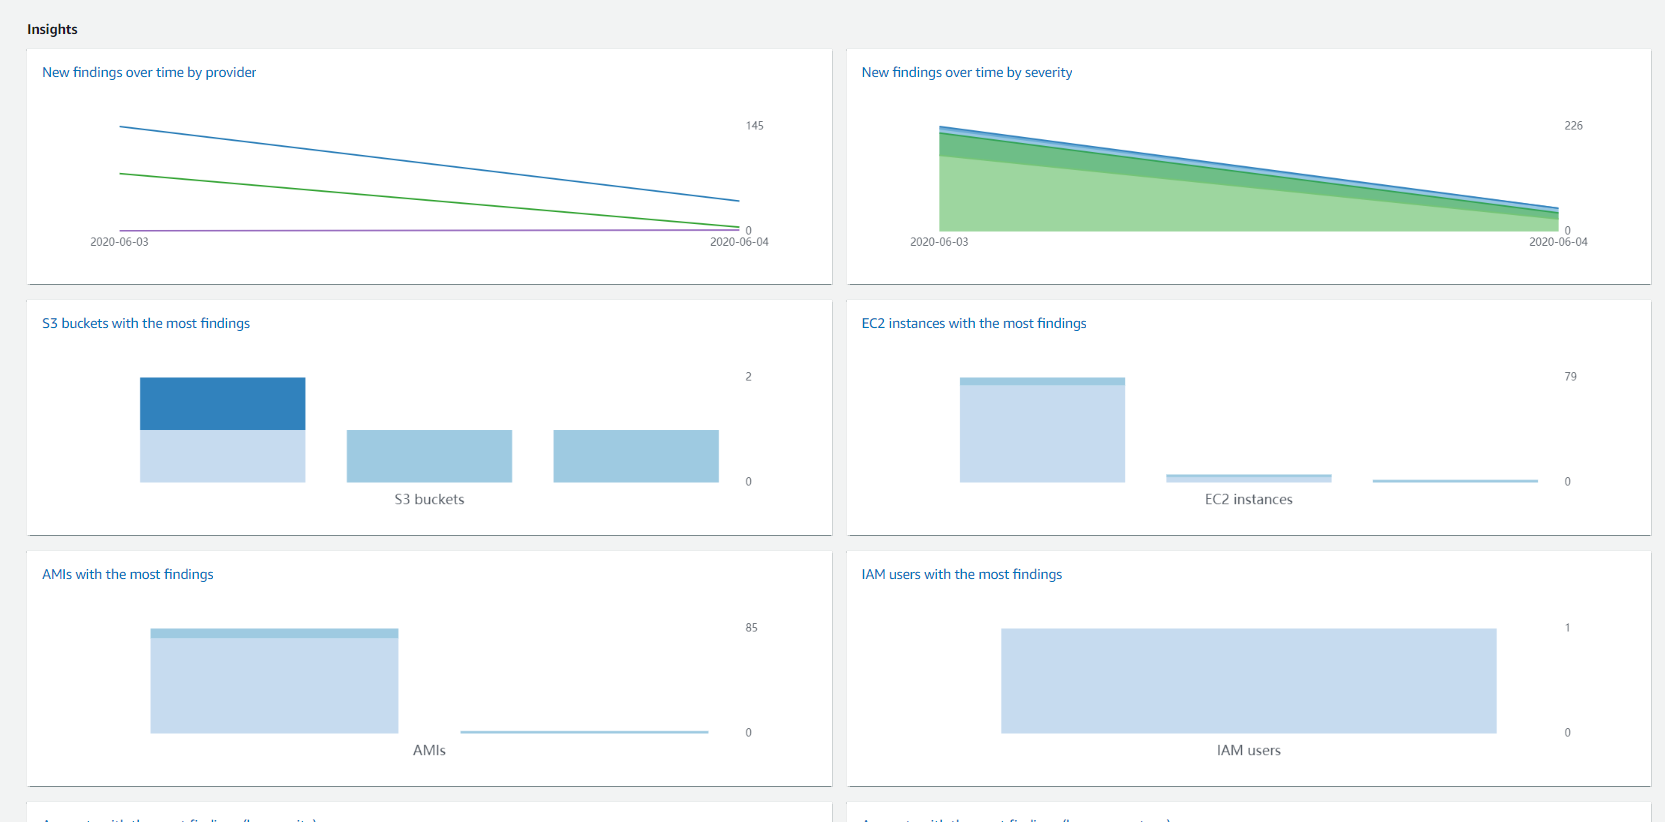 Insights
New findings over time by provider
145
0
2020-06-03
2020-06-04
New findings over time by severity
226
0
2020-06-03
2020-06-04
S3 buckets with the most findings
2
0
S3 buckets
EC2 instances with the most findings
79
0
EC2 instances
AMIs with the most findings
85
0
AMIs
IAM users with the most findings
1
0
IAM users